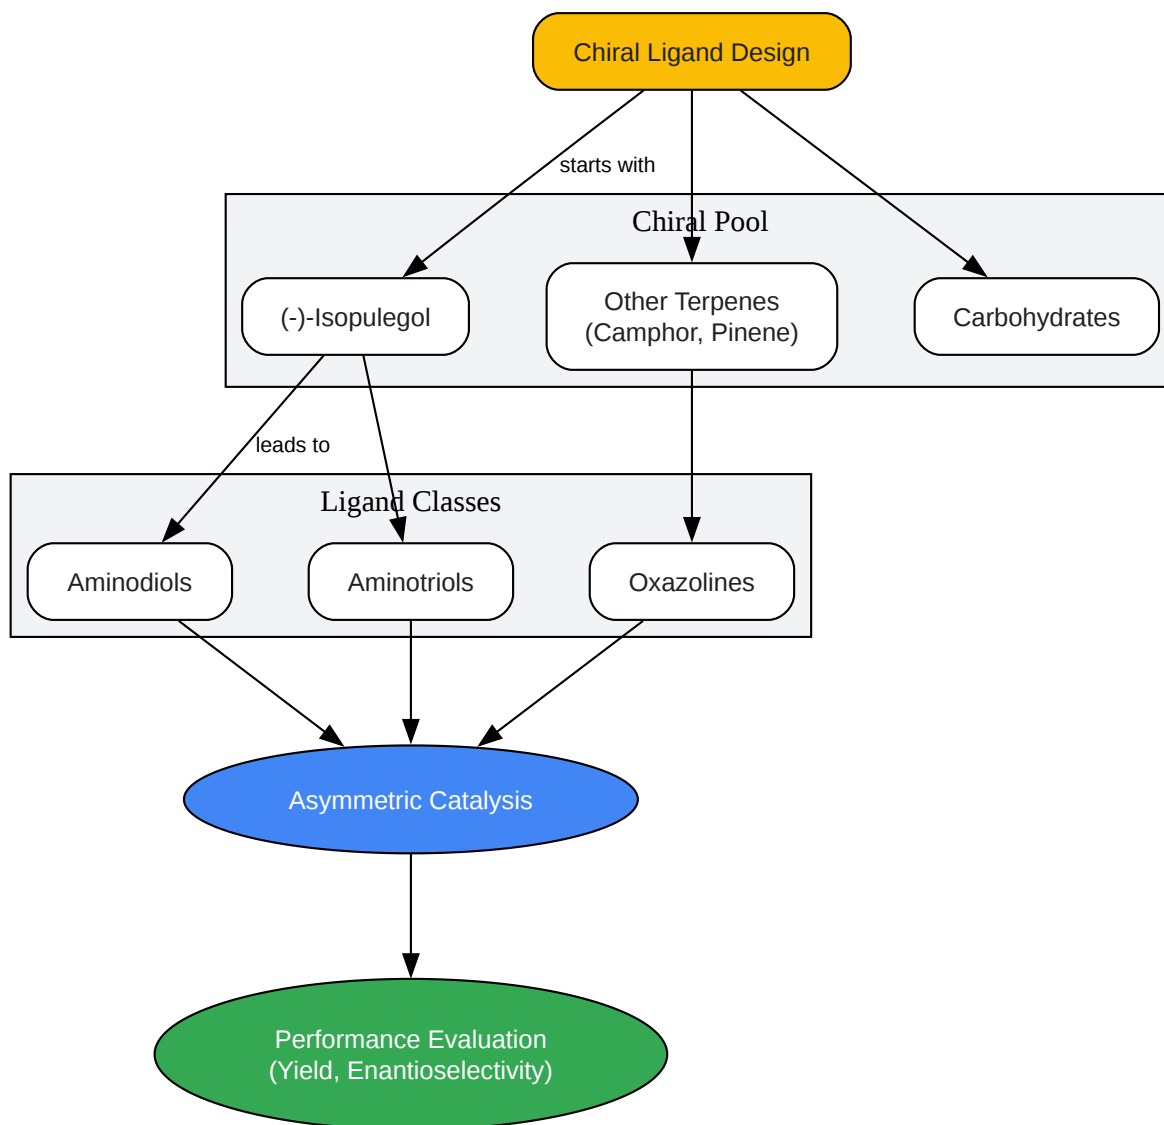 Chiral Ligand Design
starts with
Chiral Pool
(-)-Isopulegol
Other Terpenes
(Camphor, Pinene)
Carbohydrates
leads to
Ligand Classes
Aminodiols
Aminotriols
Oxazolines
Asymmetric Catalysis
Performance Evaluation
(Yield, Enantioselectivity)